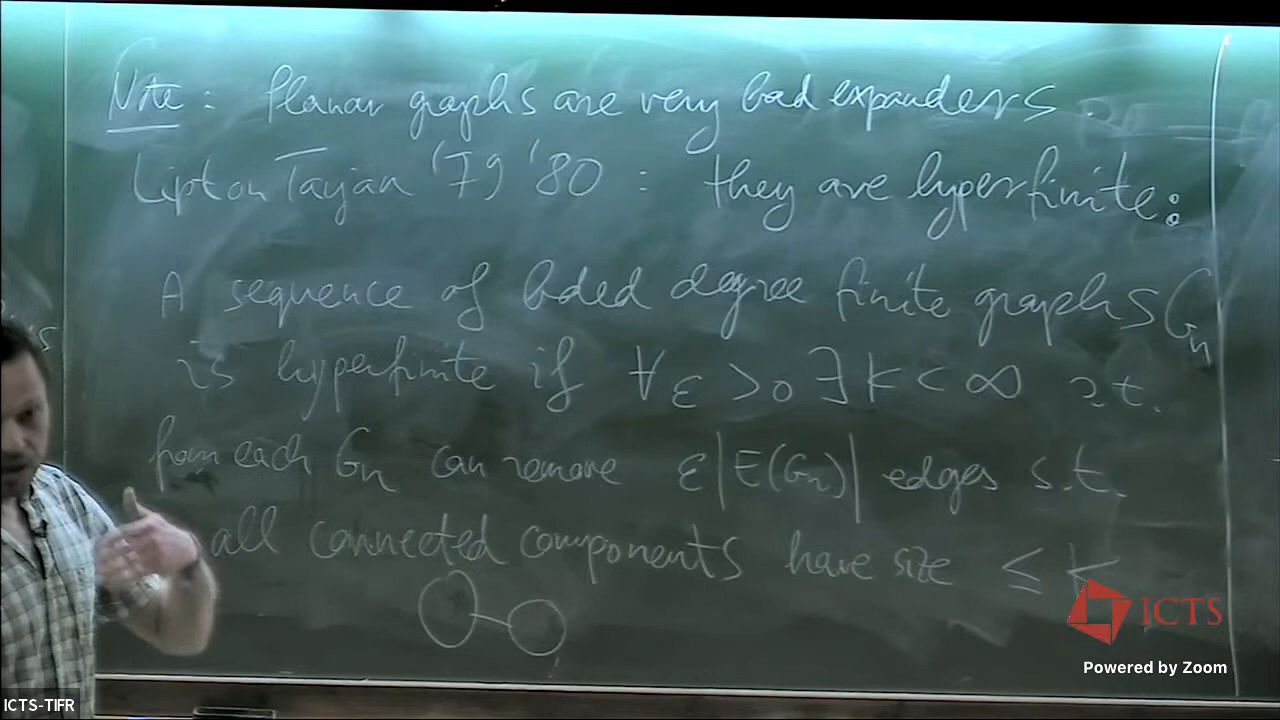 Note: Planar graphs are very bad expanders.
Lipton Tarjan '79 '80 : they are hyperfinite:
A sequence of bded degree finite graphs Gn
is hyperfinite if ∀ε>0 ∃ K<∞ s.t.
from each Gn can remove ε|E(Gn)| edges s.t.
all connected components have size ≤ K
ICTS
Powered by Zoom
ICTS-TIFR